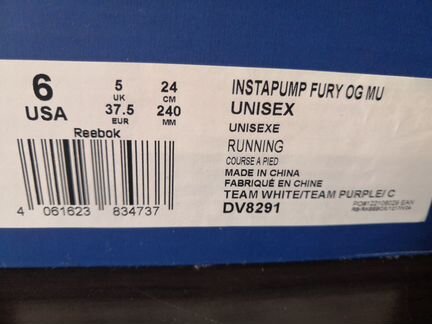 6 5 24 INSTAPUMP FURY OG MU
UK CM
USA 37.5 240 UNISEX
EUR MM
Reebok UNISEXE
RUNNING
COURSE A PIED
MADE IN CHINA
FABRIQUÉ EN CHINE
TEAM WHITE/TEAM PURPLE/ C
4 061623 834737 DV8291